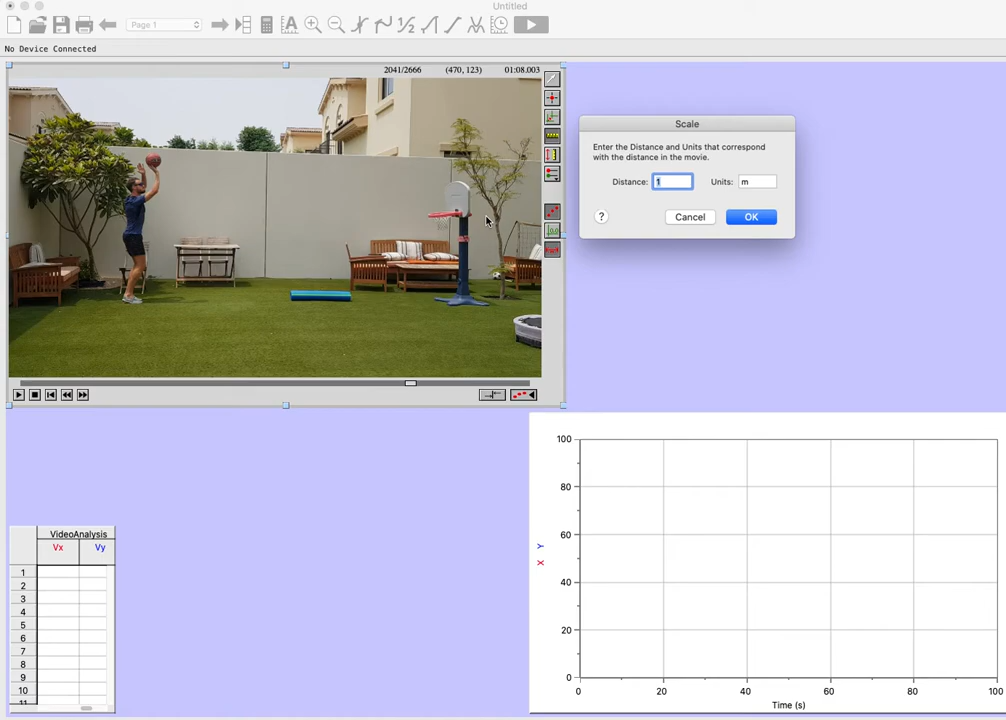 Untitled
Page 1
No Device Connected
2041/2666 (470, 123) 01:08.003
Scale
Enter the Distance and Units that correspond
with the distance in the movie.
Distance: 1 Units: m
? Cancel OK
VideoAnalysis
Vx Vy
1
2
3
4
5
6
7
8
9
10
11
X Y
100
80
60
40
20
0
0 20 40 60 80 100
Time (s)